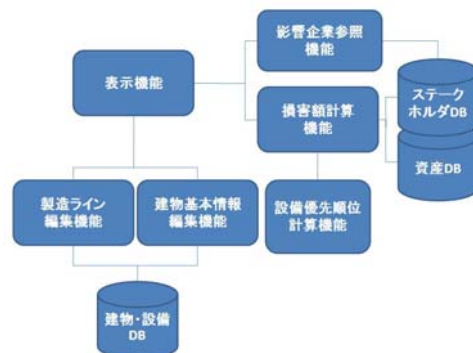 影響企業参照
機能
表示機能
損害額計算
機能
ステーク
ホルダDB
資産DB
製造ライン
編集機能
建物基本情報
編集機能
設備優先順位
計算機能
建物・設備
DB